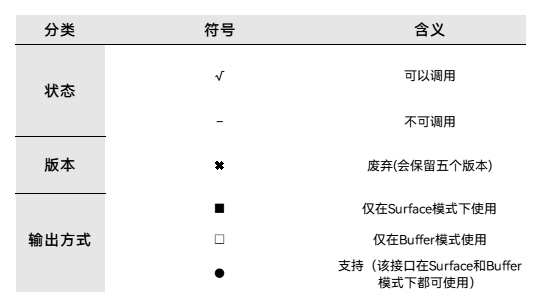 分类 符号 含义
状态 √ 可以调用
– 不可调用
版本 ✖ 废弃(会保留五个版本)
输出方式 ■ 仅在Surface模式下使用
□ 仅在Buffer模式使用
● 支持（该接口在Surface和Buffer
模式下都可使用）